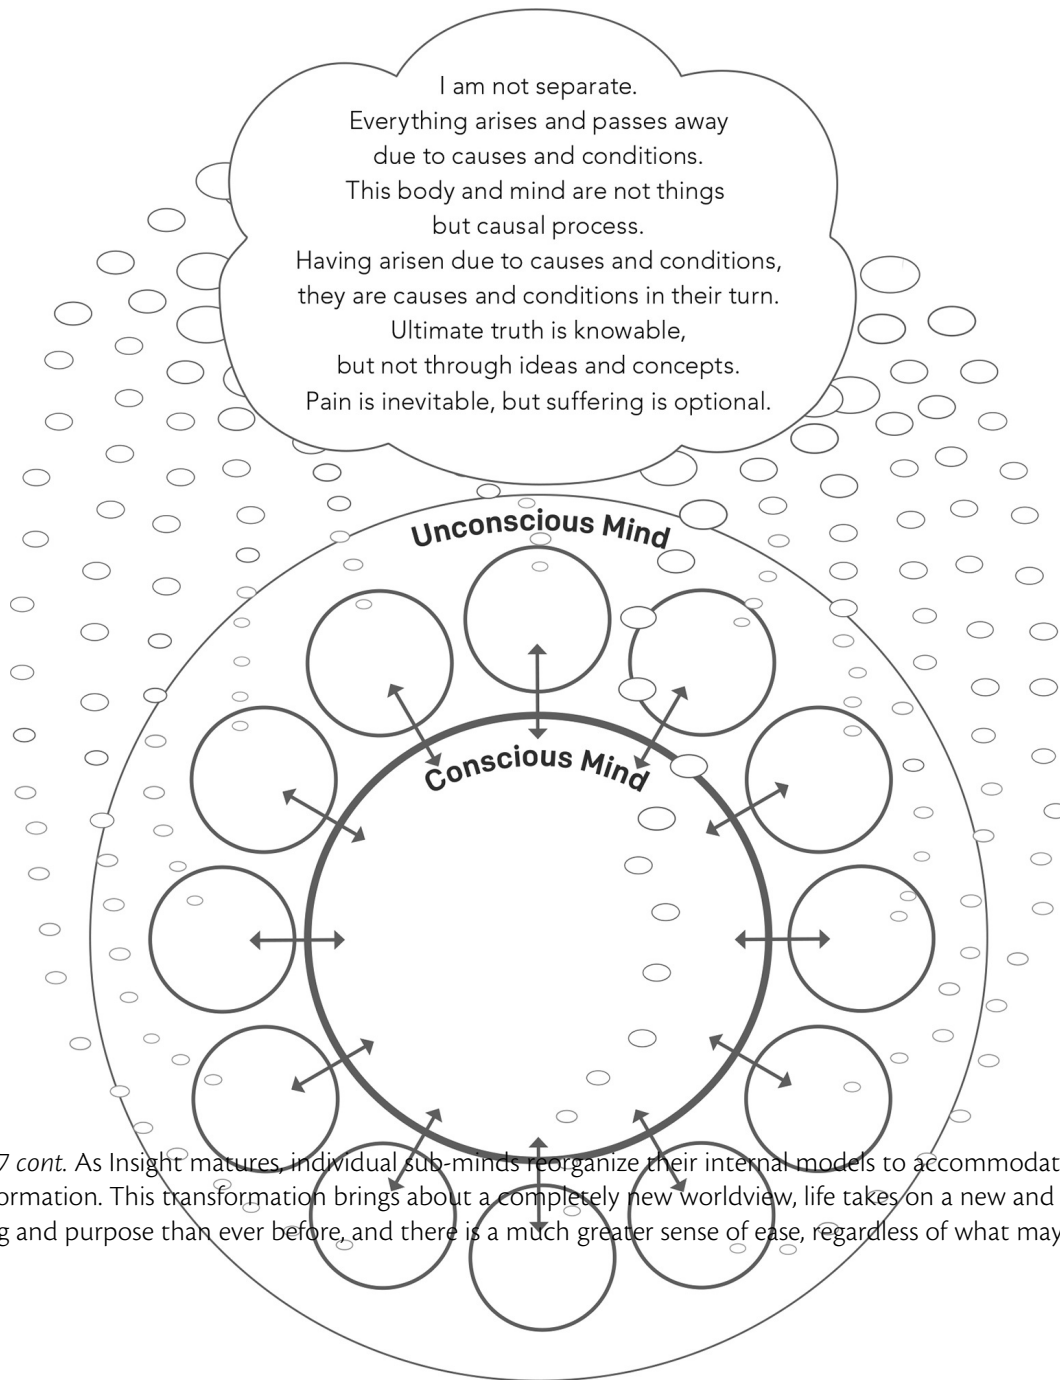 I am not separate.
Everything arises and passes away
due to causes and conditions.
This body and mind are not things
but causal process.
Having arisen due to causes and conditions,
they are causes and conditions in their turn.
Ultimate truth is knowable,
but not through ideas and concepts.
Pain is inevitable, but suffering is optional.
Unconscious Mind
Conscious Mind
7 cont. As Insight matures, individual sub-minds reorganize their internal models to accommodat
ormation. This transformation brings about a completely new worldview, life takes on a new and
g and purpose than ever before, and there is a much greater sense of ease, regardless of what may